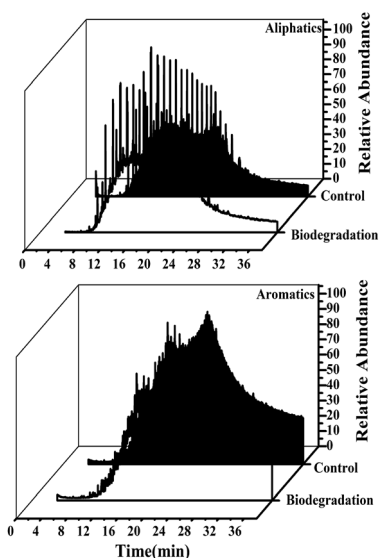 Aliphatics
100
90
80
70
60
50
40
30
20
10
0
Relative Abundance
Control
Biodegradation
0 4 8 12 16 20 24 28 32 36
Aromatics
100
90
80
70
60
50
40
30
20
10
0
Relative Abundance
Control
Biodegradation
0 4 8 12 16 20 24 28 32 36
Time(min)